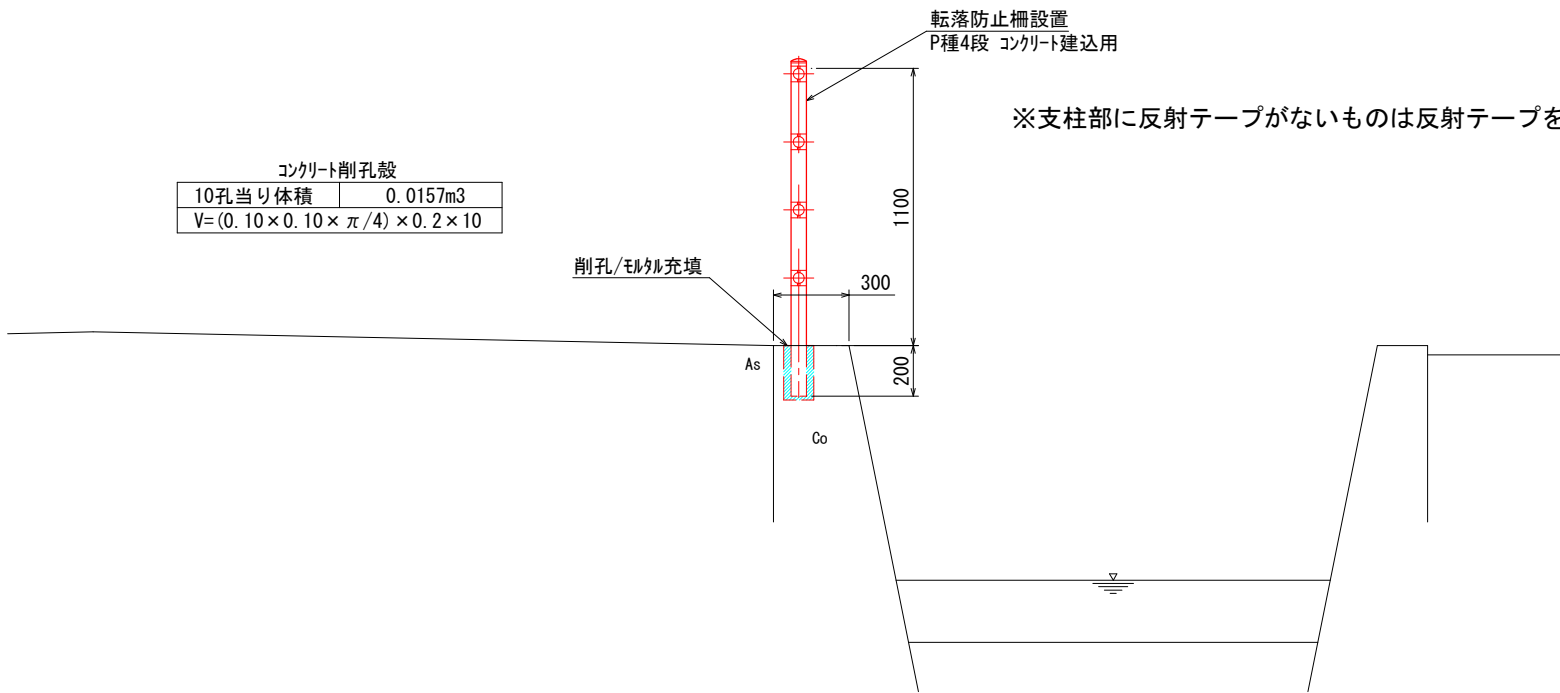 転落防止柵設置
P種4段 コンクリート建込用
※支柱部に反射テープがないものは反射テープを
コンクリート削孔殻
10孔当り体積 0.0157m3
V=(0.10×0.10×π/4)×0.2×10
1100
削孔/モルタル充填
300
As
200
Co